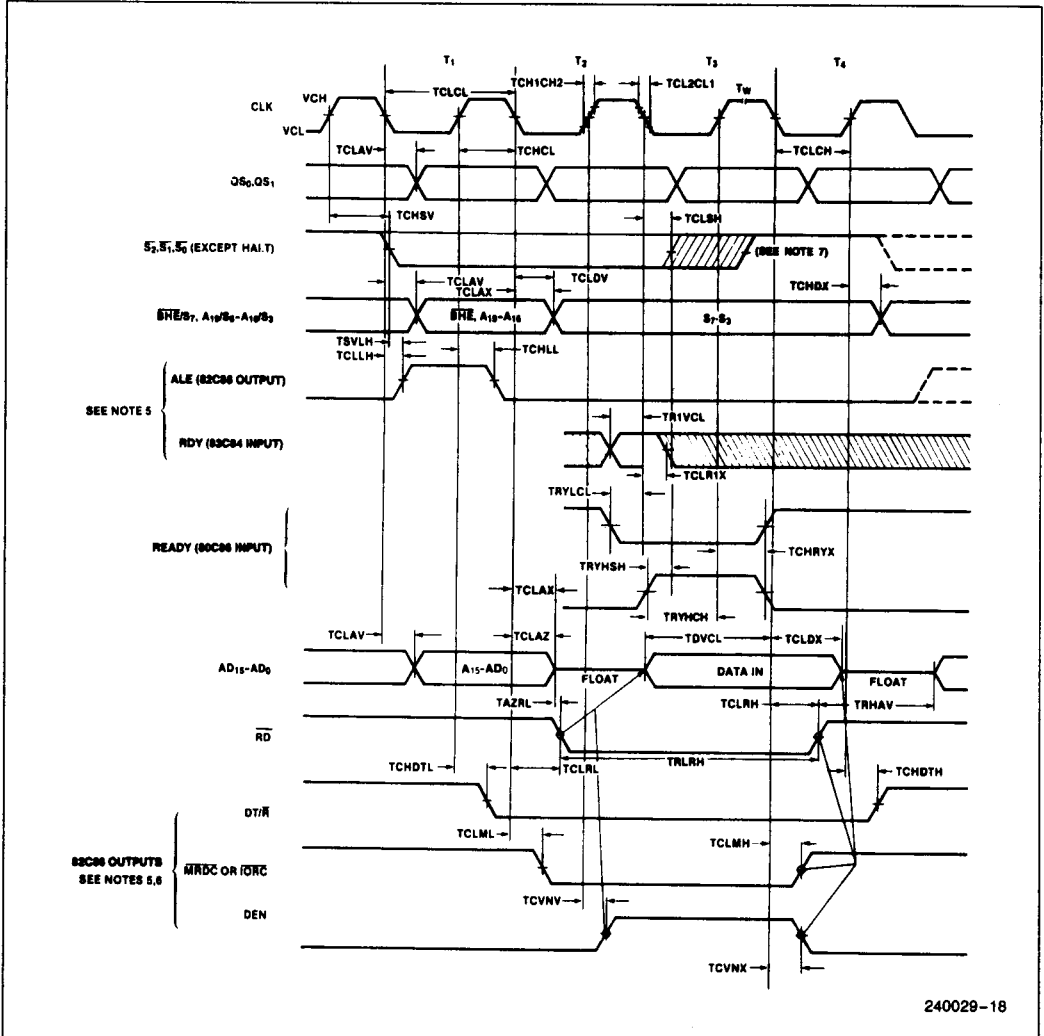 T1 T2 T3 T4
TCH1CH2 TCL2CL1
TCLCL TW
CLK VCH
VCL
TCLAV TCHCL TCLCH
QS0,QS1
TCHSV TCLSH
S2,S1,S0 (EXCEPT HALT) (SEE NOTE 7)
TCLAV TCLDV
TCLAX TCHDX
BHE/S7, A19/S6-A16/S3 BHE, A19-A16 S7-S3
TSVLH
TCLLH TCHLL
ALE (82C88 OUTPUT)
SEE NOTE 5
TR1VCL
RDY (82C84 INPUT)
TCLR1X
TRYLCL
READY (80C86 INPUT) TCHRYX
TRYHSH
TCLAX
TRYHCH
TCLAV TCLAZ TDVCL TCLDX
AD15-AD0 A15-AD0 FLOAT DATA IN FLOAT
TAZRL TCLRH TRHAV
RD
TRLRH
TCHDTL TCLRL TCHDTH
DT/R
TCLML TCLMH
82C88 OUTPUTS
SEE NOTES 5,6
MRDC OR IORC
TCVNV
DEN
TCVNX
240029-18